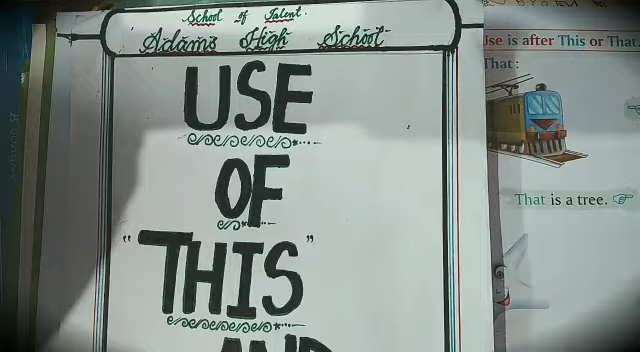 School of Talent
Adams High School
USE
OF
"THIS"
AND
Use is after This or That
That:
That is a tree.